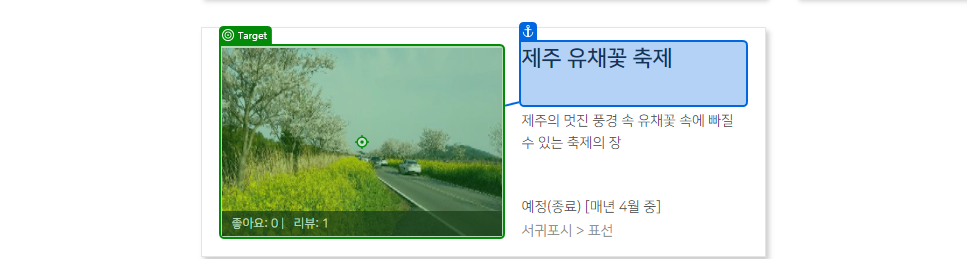 Target
좋아요: 0 | 리뷰: 1
제주 유채꽃 축제
제주의 멋진 풍경 속 유채꽃 속에 빠질
수 있는 축제의 장
예정(종료) [매년 4월 중]
서귀포시 > 표선